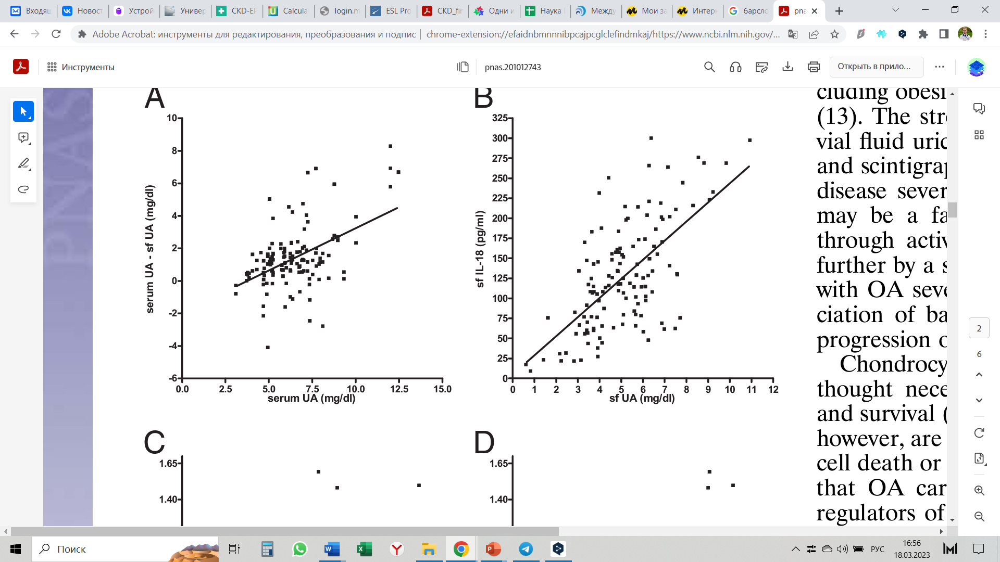 Входящ
Новост
Устрой
Универ
CKD-EP
Calcula
login.m
ESL Pro
CKD_fin
Одни и
Наука
Между
Мои за
Интерн
барсло
pna
Adobe Acrobat: инструменты для редактирования, преобразования и подпис | chrome-extension://efaidnbmnnnibpcajpcglclefindmkaj/https://www.ncbi.nlm.nih.gov/...
Инструменты
pnas.201012743
Открыть в прило...
A
10
8
6
4
2
0
-2
-4
-6
serum UA - sf UA (mg/dl)
0.0 2.5 5.0 7.5 10.0 12.5 15.0
serum UA (mg/dl)
B
325
300
275
250
225
200
175
150
125
100
75
50
25
0
sf IL-18 (pg/ml)
0 1 2 3 4 5 6 7 8 9 10 11 12
sf UA (mg/dl)
C
1.65
1.40
D
1.65
1.40
cluding obesi
(13). The stro
vial fluid uric
and scintigrap
disease sever
may be a fa
through activ
further by a s
with OA seve
ciation of ba
progression o
Chondrocy
thought nece
and survival (
however, are
cell death or
that OA car
regulators of
2
6
Поиск
РУС
16:56
18.03.2023